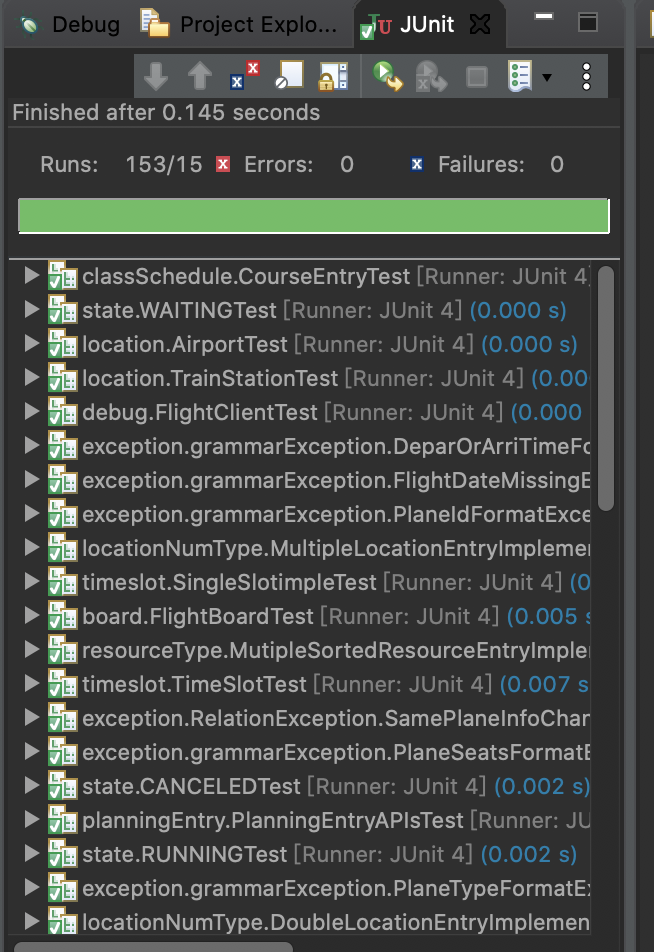 Debug Project Explo... JUnit
Finished after 0.145 seconds
Runs: 153/15 Errors: 0 Failures: 0
classSchedule.CourseEntryTest [Runner: JUnit 4]
state.WAITINGTest [Runner: JUnit 4] (0.000 s)
location.AirportTest [Runner: JUnit 4] (0.000 s)
location.TrainStationTest [Runner: JUnit 4] (0.00
debug.FlightClientTest [Runner: JUnit 4] (0.000
exception.grammarException.DeparOrArriTimeFo
exception.grammarException.FlightDateMissingE
exception.grammarException.PlaneIdFormatExce
locationNumType.MultipleLocationEntryImplemen
timeslot.SingleSlotimpleTest [Runner: JUnit 4] (0
board.FlightBoardTest [Runner: JUnit 4] (0.005 s
resourceType.MutipleSortedResourceEntryImplen
timeslot.TimeSlotTest [Runner: JUnit 4] (0.007 s
exception.RelationException.SamePlaneInfoChan
exception.grammarException.PlaneSeatsFormatE
state.CANCELEDTest [Runner: JUnit 4] (0.002 s)
planningEntry.PlanningEntryAPIsTest [Runner: JU
state.RUNNINGTest [Runner: JUnit 4] (0.002 s)
exception.grammarException.PlaneTypeFormatEx
locationNumType.DoubleLocationEntryImplemen